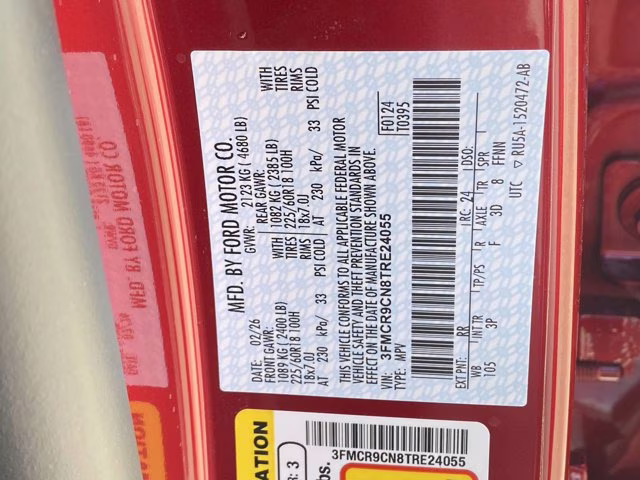 MFD. BY FORD MOTOR CO.
DATE: 02/26 GVWR: 2123 KG (4680 LB)
FRONT GAWR: REAR GAWR:
1089 KG (2400 LB) 1082 KG (2385 LB) WITH
225/60R18 100H 225/60R18 100H TIRES
18x7.0J 18x7.0J RIMS
AT 230 kPa/ 33 PSI COLD AT 230 kPa/ 33 PSI COLD
WITH
TIRES
RIMS
THIS VEHICLE CONFORMS TO ALL APPLICABLE FEDERAL MOTOR
VEHICLE SAFETY AND THEFT PREVENTION STANDARDS IN
EFFECT ON THE DATE OF MANUFACTURE SHOWN ABOVE.
VIN: 3FMCR9CN8TRE24055 F0124
TYPE: MPV T0395
EXT PNT: RR RC: 24 DSO:
WB INT TR TP/PS R AXLE TR SPR
105 3P F 3D 8 FFNN
UTC ▽ RU5A-1520472-AB
3FMCR9CN8TRE24055
ATION
R: 3
bs.
MFD. BY FORD MOTOR CO.